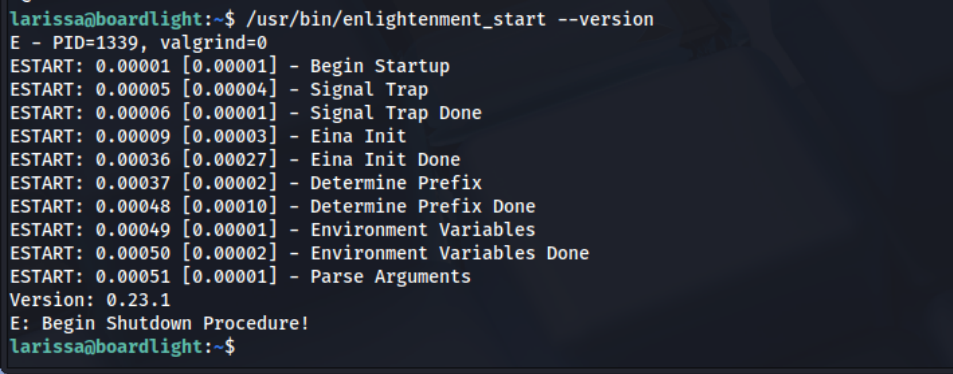 larissa@boardlight:~$ /usr/bin/enlightenment_start --version
E - PID=1339, valgrind=0
ESTART: 0.00001 [0.00001] - Begin Startup
ESTART: 0.00005 [0.00004] - Signal Trap
ESTART: 0.00006 [0.00001] - Signal Trap Done
ESTART: 0.00009 [0.00003] - Eina Init
ESTART: 0.00036 [0.00027] - Eina Init Done
ESTART: 0.00037 [0.00002] - Determine Prefix
ESTART: 0.00048 [0.00010] - Determine Prefix Done
ESTART: 0.00049 [0.00001] - Environment Variables
ESTART: 0.00050 [0.00002] - Environment Variables Done
ESTART: 0.00051 [0.00001] - Parse Arguments
Version: 0.23.1
E: Begin Shutdown Procedure!
larissa@boardlight:~$